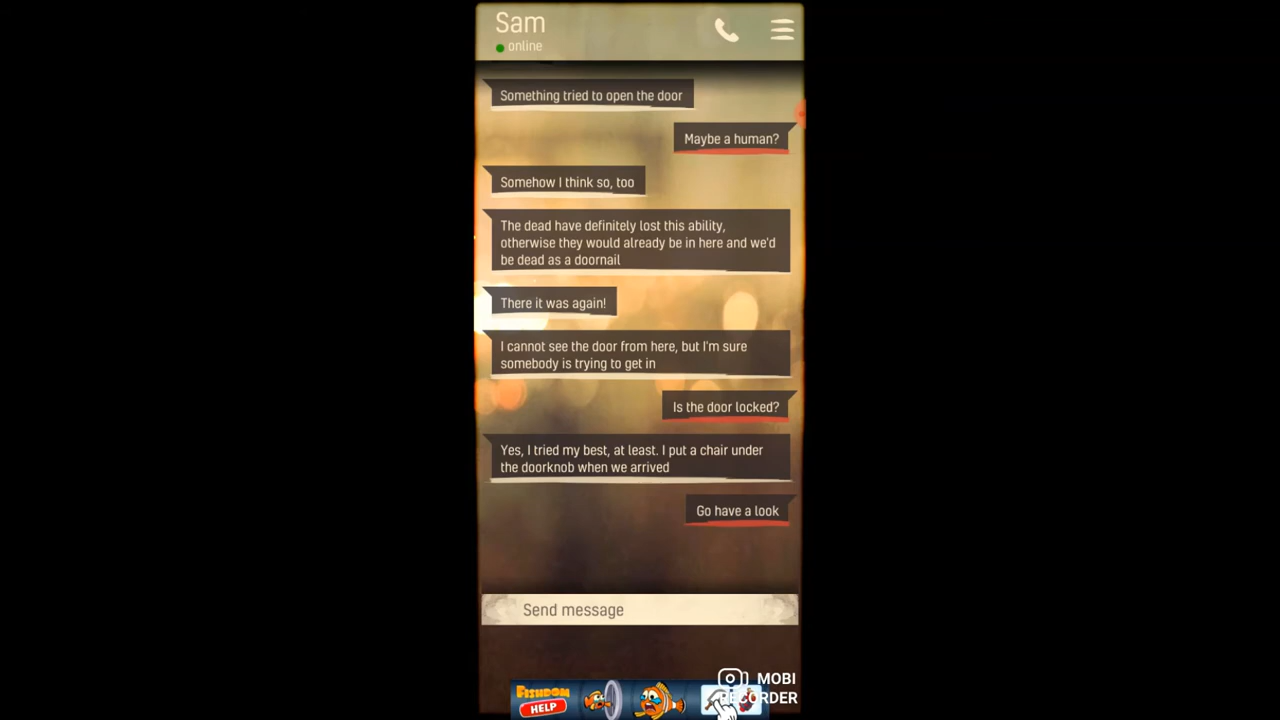 Sam
online
Something tried to open the door
Maybe a human?
Somehow I think so, too
The dead have definitely lost this ability,
otherwise they would already be in here and we'd
be dead as a doornail
There it was again!
I cannot see the door from here, but I'm sure
somebody is trying to get in
Is the door locked?
Yes, I tried my best, at least. I put a chair under
the doorknob when we arrived
Go have a look
Send message
FISHDOM
HELP
MOBI
RECORDER